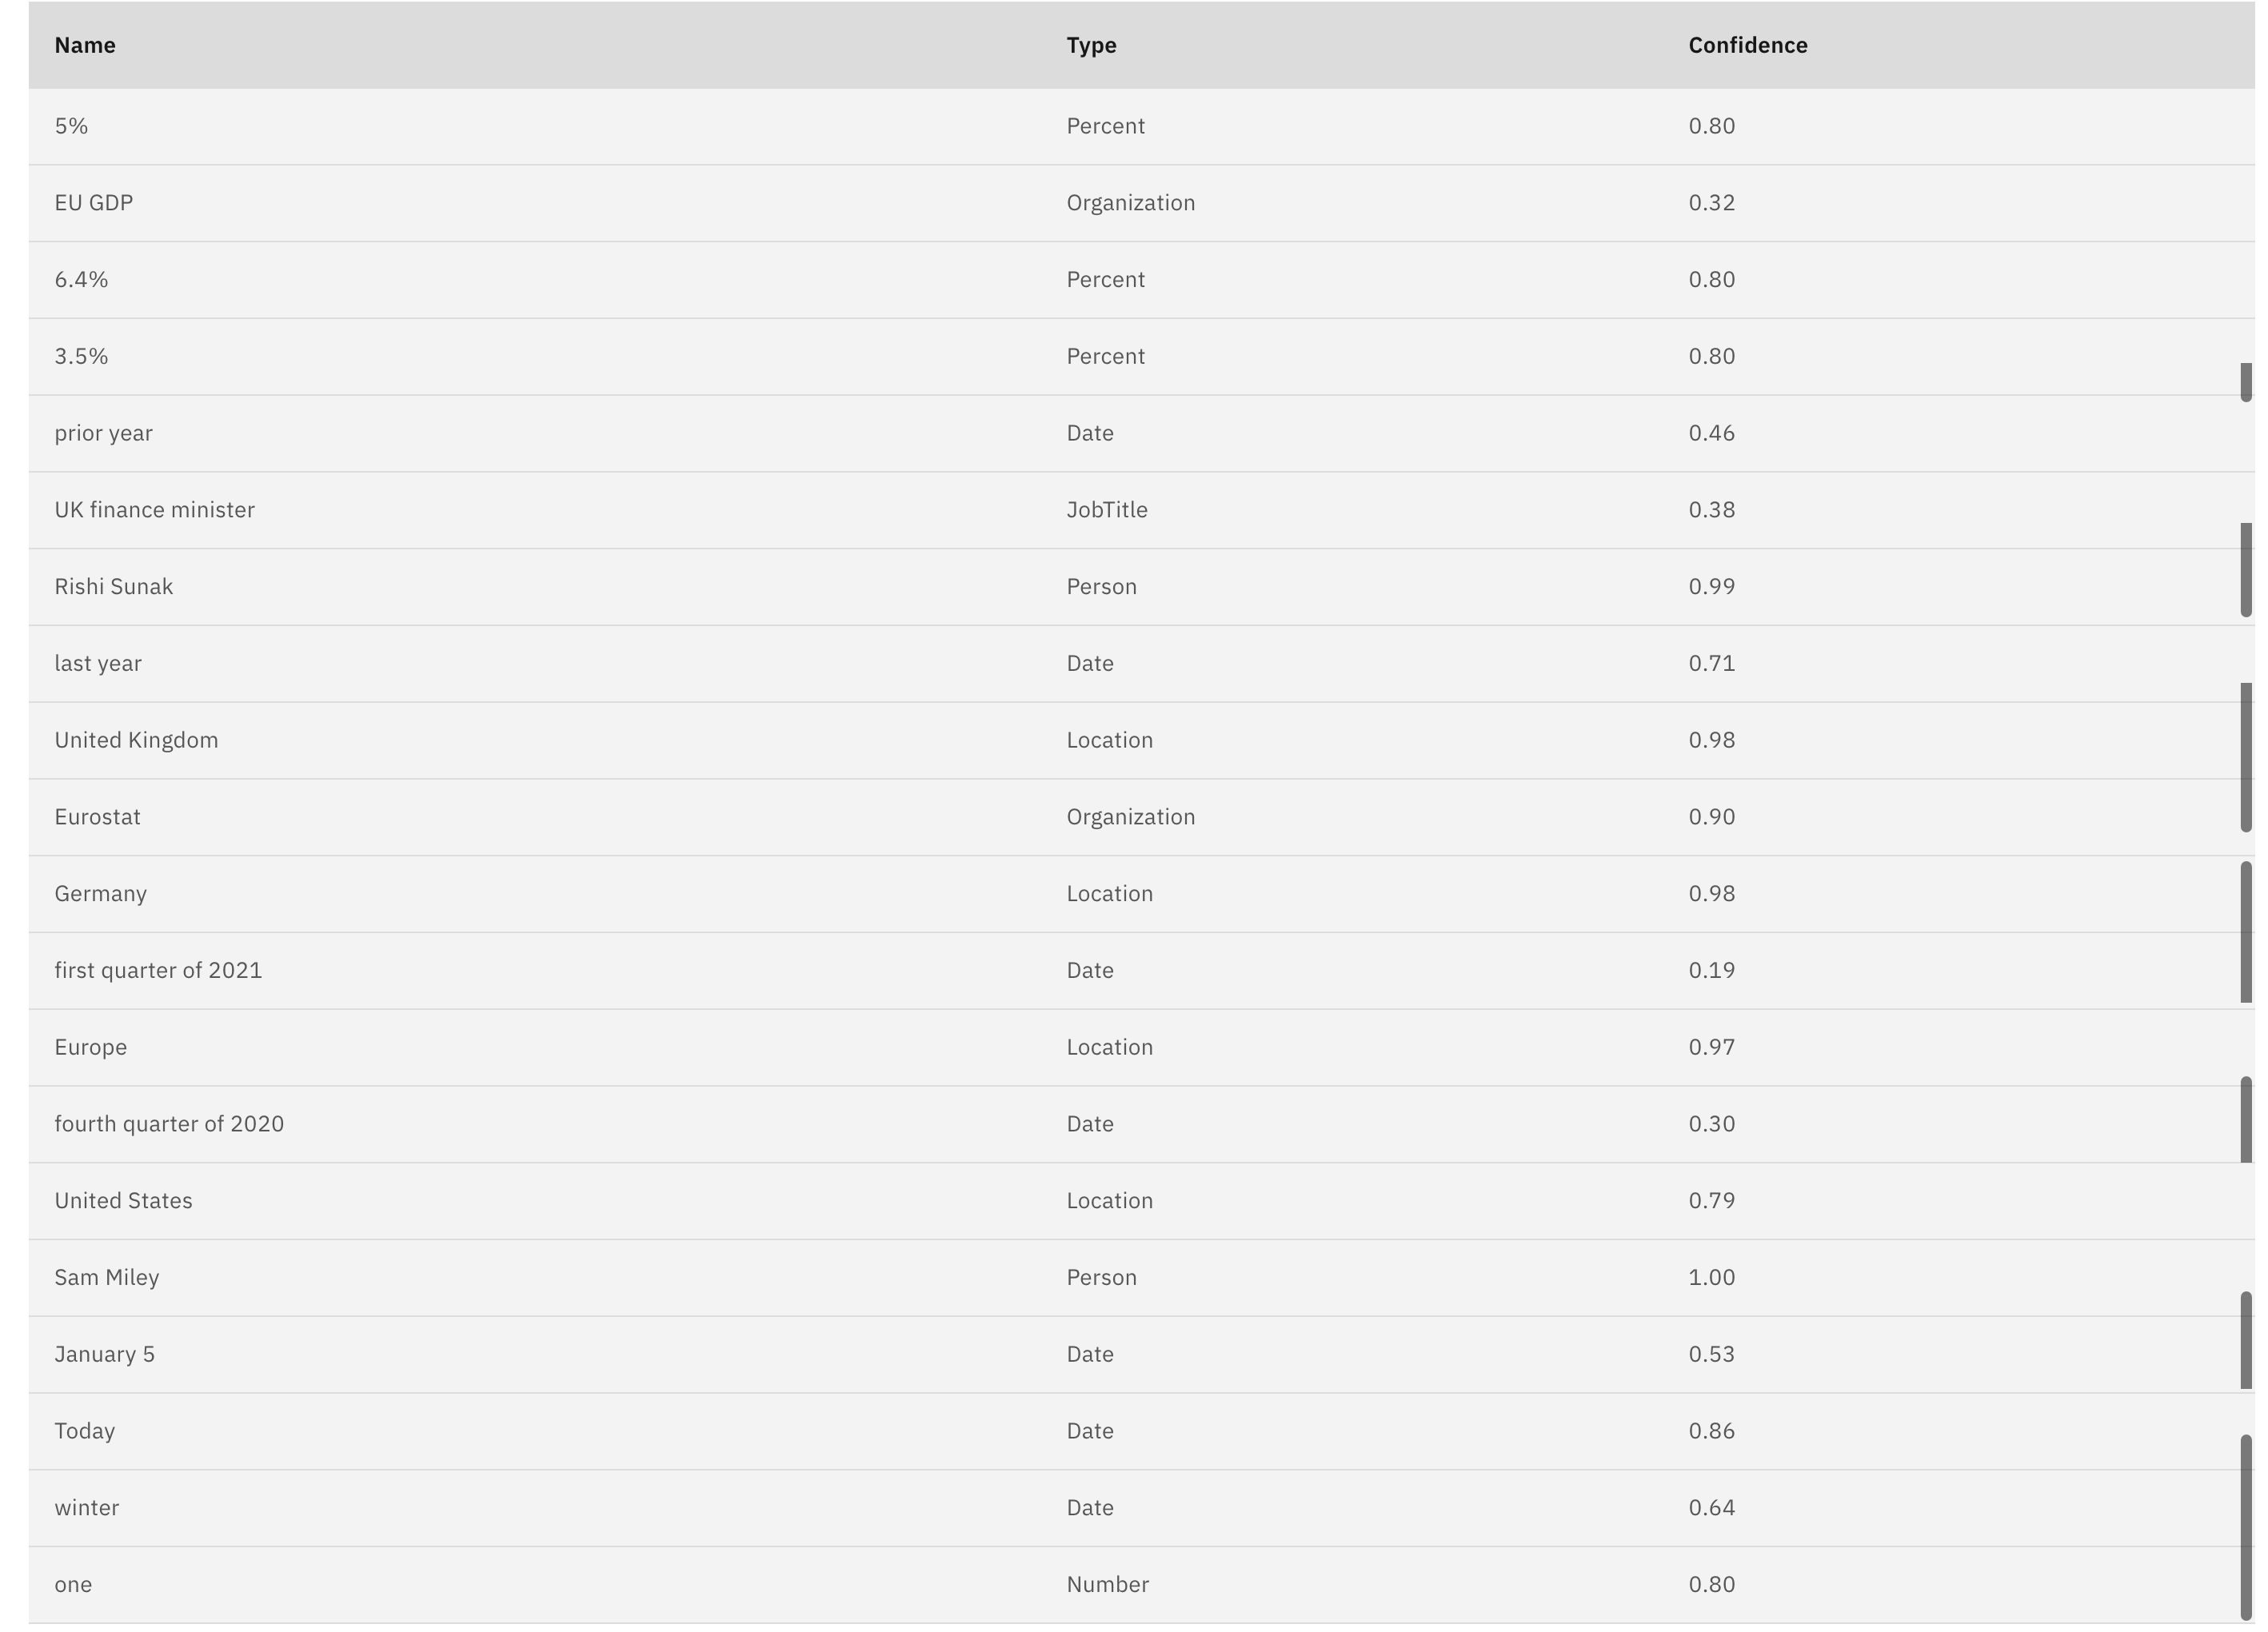 Name Type Confidence
5% Percent 0.80
EU GDP Organization 0.32
6.4% Percent 0.80
3.5% Percent 0.80
prior year Date 0.46
UK finance minister JobTitle 0.38
Rishi Sunak Person 0.99
last year Date 0.71
United Kingdom Location 0.98
Eurostat Organization 0.90
Germany Location 0.98
first quarter of 2021 Date 0.19
Europe Location 0.97
fourth quarter of 2020 Date 0.30
United States Location 0.79
Sam Miley Person 1.00
January 5 Date 0.53
Today Date 0.86
winter Date 0.64
one Number 0.80